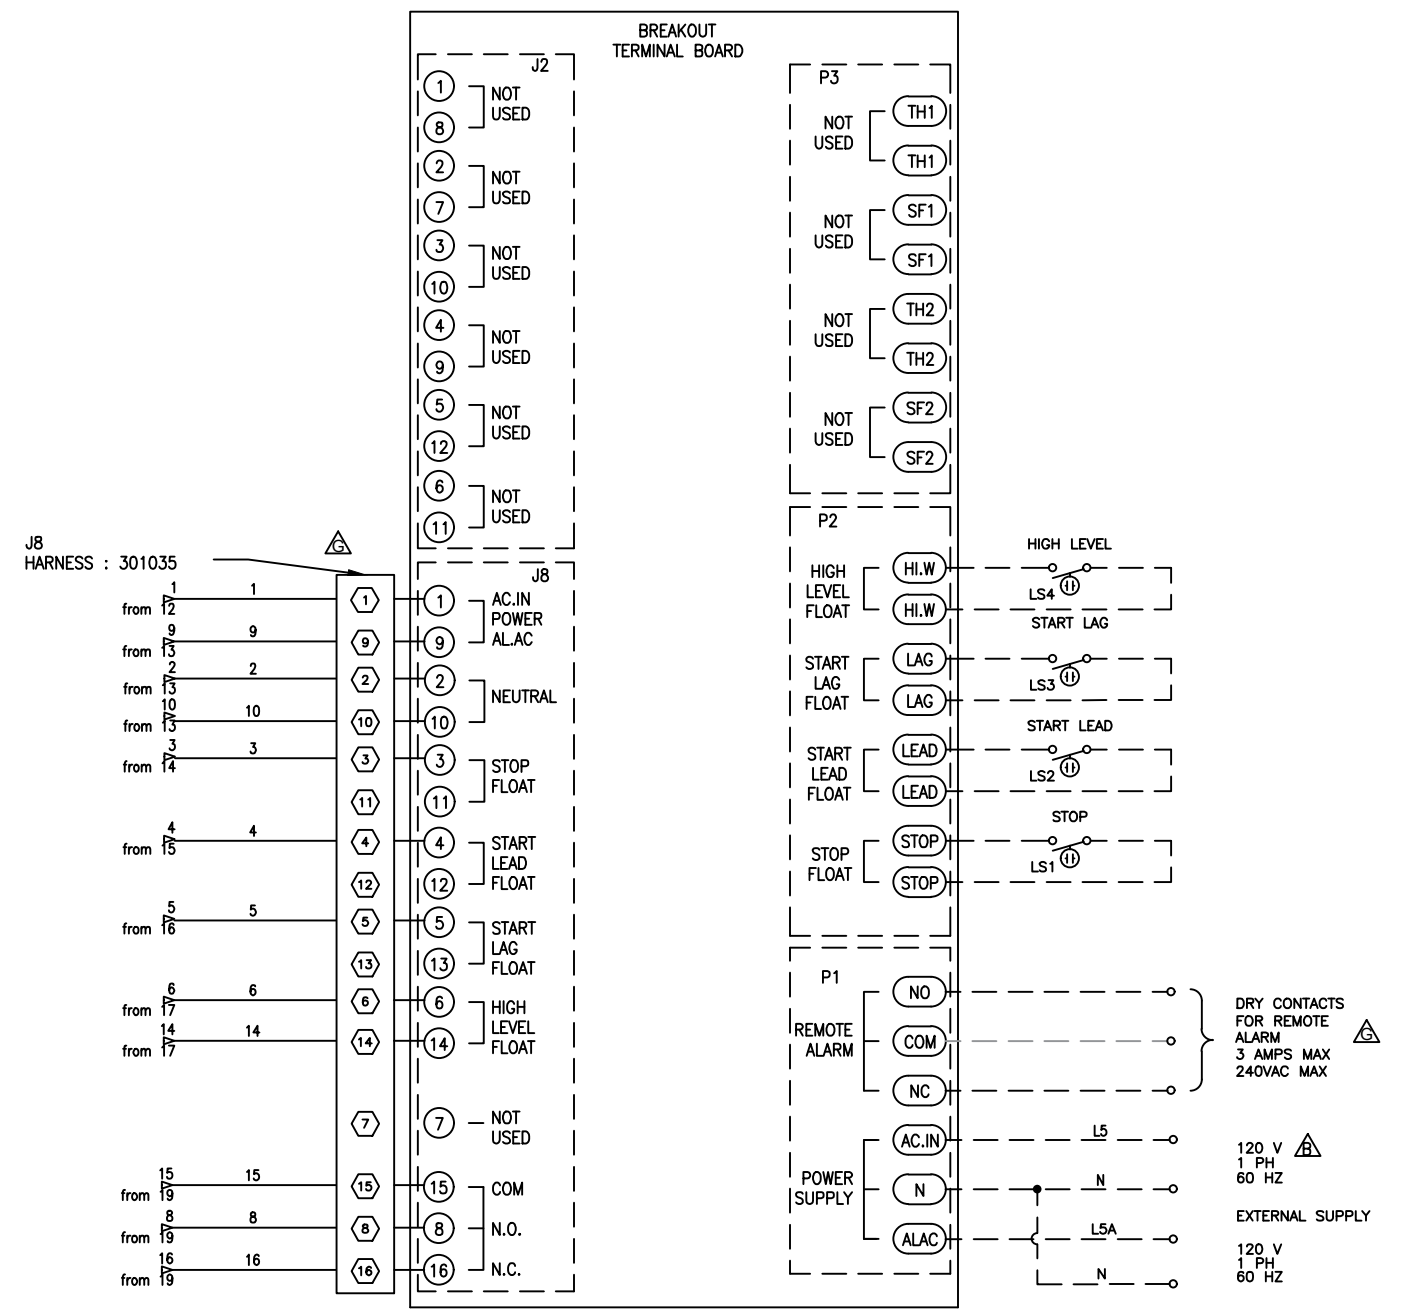 BREAKOUT
TERMINAL BOARD
J2
1
NOT
USED
8
2
NOT
USED
7
3
NOT
USED
10
4
NOT
USED
9
5
NOT
USED
12
6
NOT
USED
11
P3
TH1
NOT
USED
TH1
SF1
NOT
USED
SF1
TH2
NOT
USED
TH2
SF2
NOT
USED
SF2
J8
HARNESS : 301035
G
1
from 12
1
1
9
from 13
9
9
2
from 13
2
2
10
from 13
10
10
3
from 14
3
3
11
4
from 15
4
4
12
5
from 16
5
5
13
6
from 17
6
6
14
from 17
14
14
7
15
from 19
15
15
8
from 19
8
8
16
from 19
16
16
J8
1
AC.IN
POWER
AL.AC
9
2
NEUTRAL
10
3
STOP
FLOAT
11
4
START
LEAD
FLOAT
12
5
START
LAG
FLOAT
13
6
HIGH
LEVEL
FLOAT
14
7
NOT
USED
15
COM
8
N.O.
16
N.C.
P2
HIGH
LEVEL
FLOAT
HI.W
HI.W
HIGH LEVEL
LS4
START
LAG
FLOAT
LAG
LAG
START LAG
LS3
START
LEAD
FLOAT
LEAD
LEAD
START LEAD
LS2
STOP
FLOAT
STOP
STOP
STOP
LS1
P1
REMOTE
ALARM
NO
COM
NC
DRY CONTACTS
FOR REMOTE
ALARM
3 AMPS MAX
240VAC MAX
G
POWER
SUPPLY
AC.IN
L5
N
N
ALAC
L5A
N
120 V
1 PH
60 HZ
B
EXTERNAL SUPPLY
120 V
1 PH
60 HZ